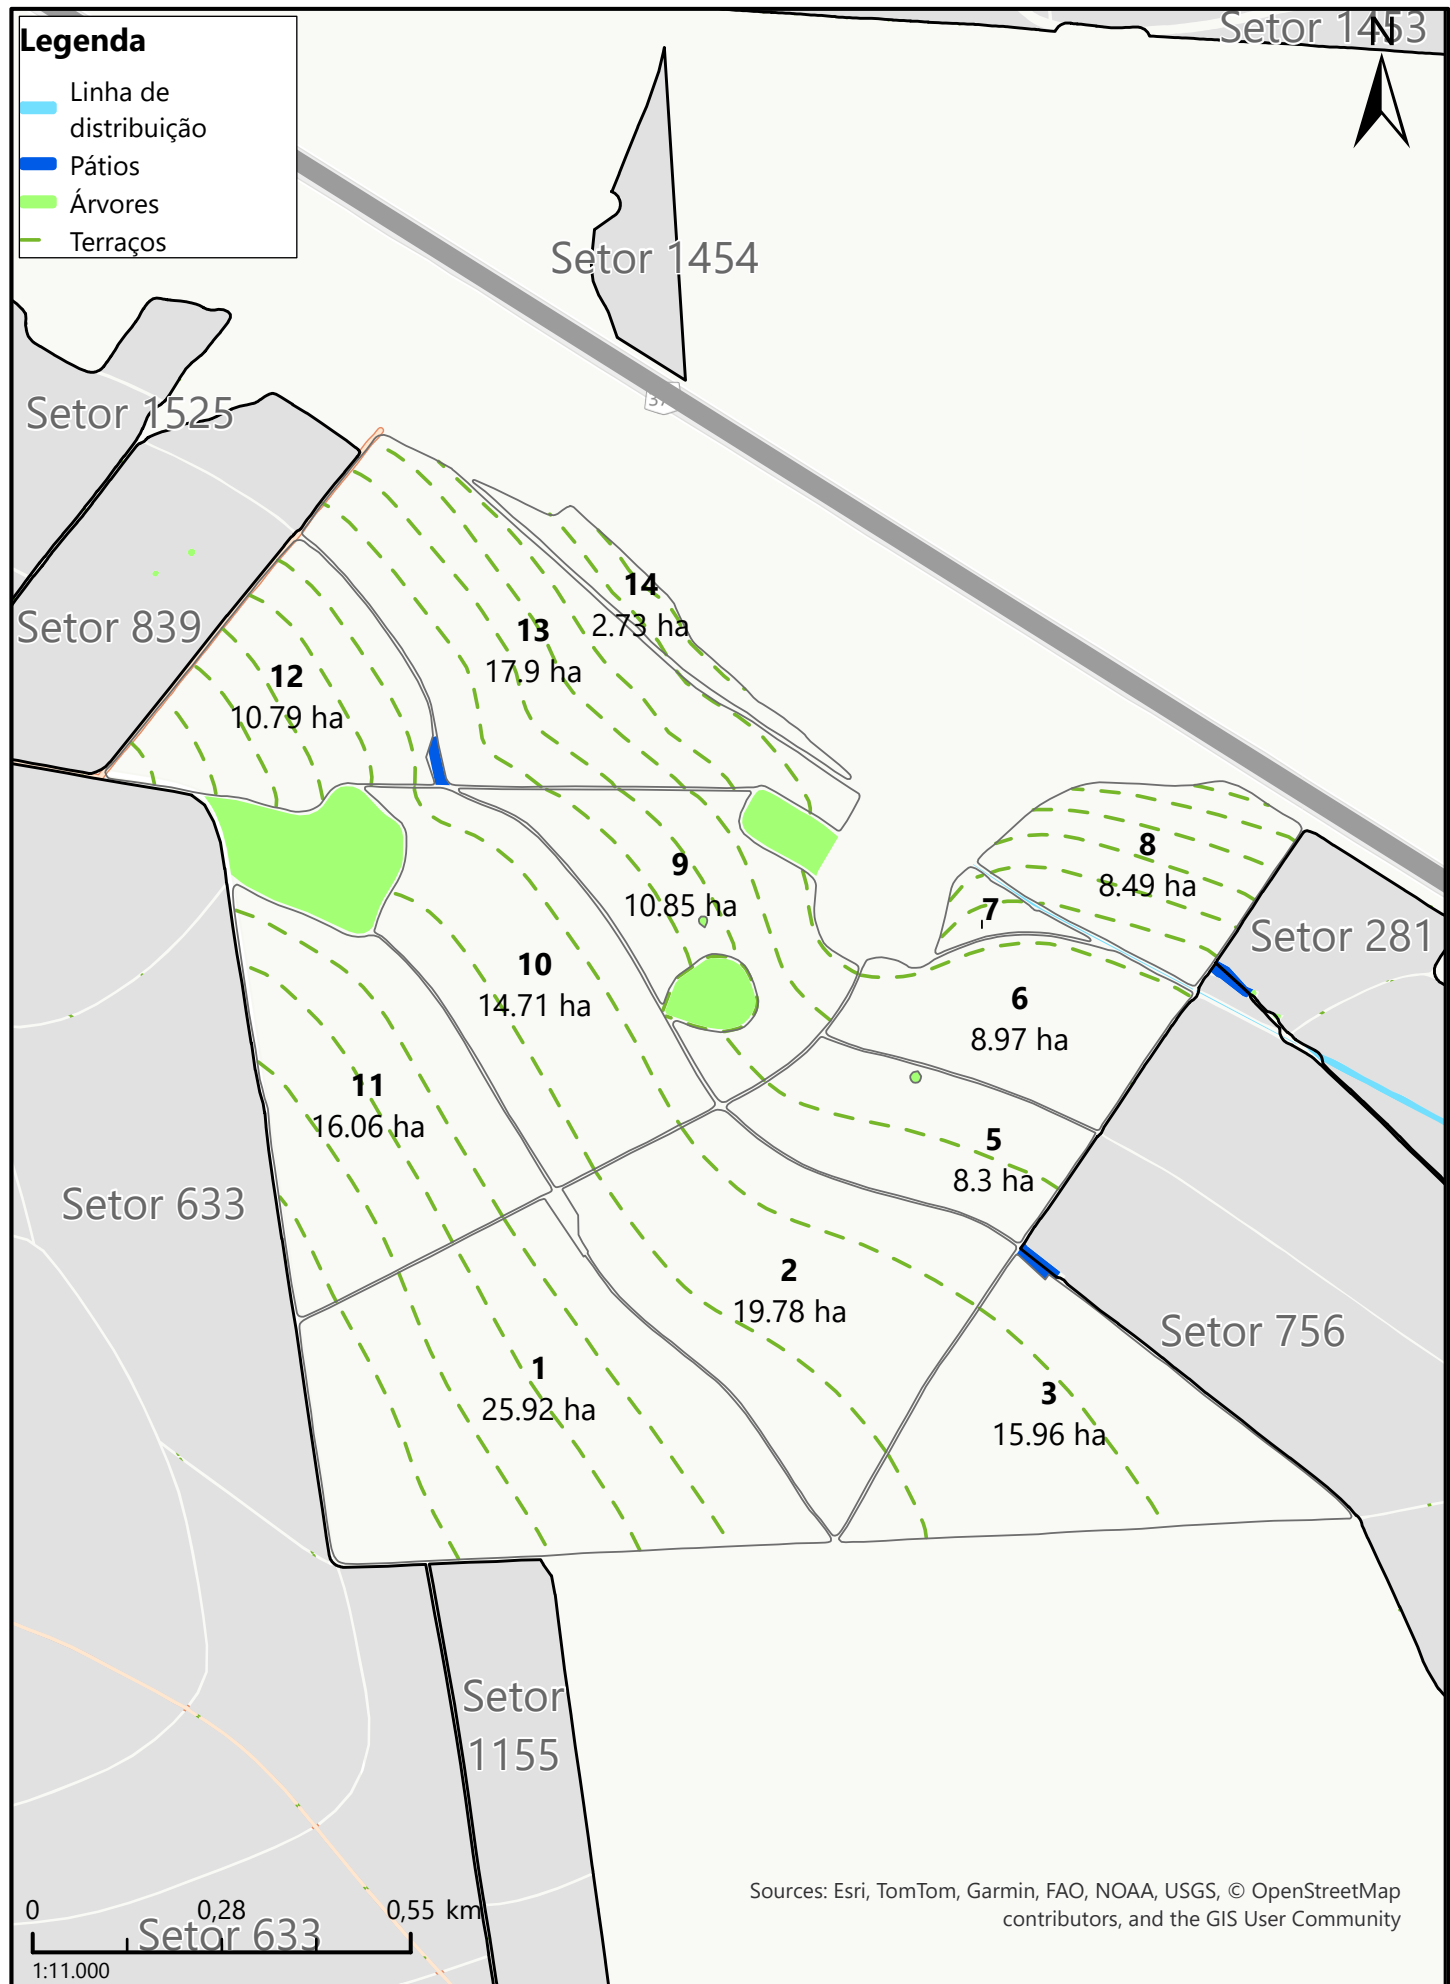 Legenda
Linha de
distribuição
Pátios
Árvores
Terraços
N
Setor 1453
Setor 1454
Setor 1525
Setor 839
14
2.73 ha
13
17.9 ha
12
10.79 ha
8
8.49 ha
9
10.85 ha
7
Setor 281
10
14.71 ha
6
8.97 ha
11
16.06 ha
5
8.3 ha
Setor 633
2
19.78 ha
Setor 756
1
25.92 ha
3
15.96 ha
Setor
1155
Sources: Esri, TomTom, Garmin, FAO, NOAA, USGS, © OpenStreetMap
contributors, and the GIS User Community
0 0,28 0,55 km
Setor 633
1:11.000